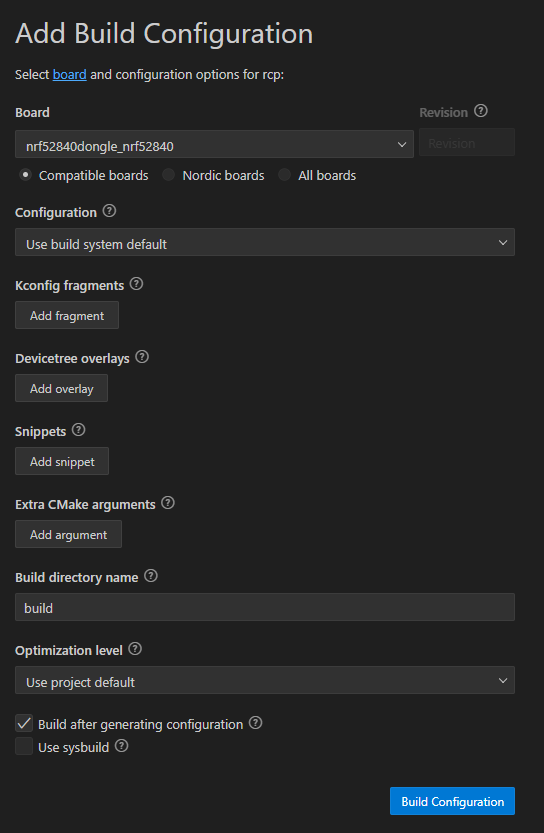 Add Build Configuration
Select board and configuration options for rcp:
Board
Revision
nrf52840dongle_nrf52840
Revision
Compatible boards
Nordic boards
All boards
Configuration
Use build system default
Kconfig fragments
Add fragment
Devicetree overlays
Add overlay
Snippets
Add snippet
Extra CMake arguments
Add argument
Build directory name
build
Optimization level
Use project default
Build after generating configuration
Use sysbuild
Build Configuration